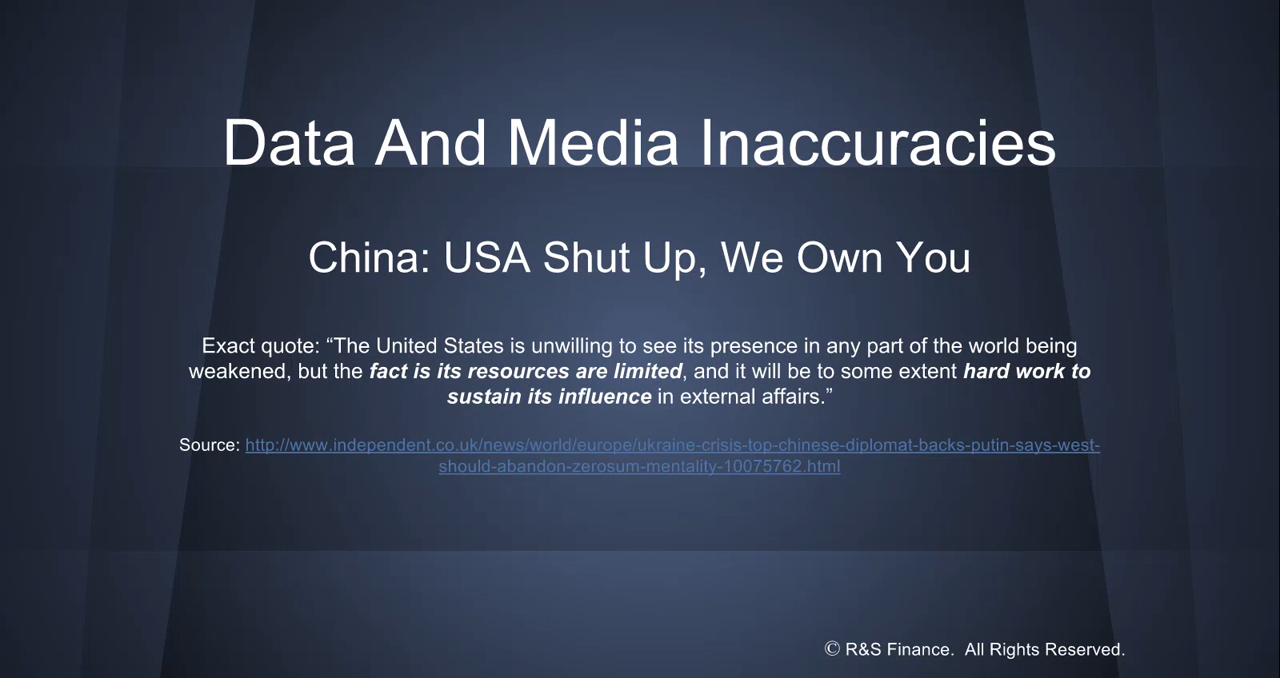 Data And Media Inaccuracies
China: USA Shut Up, We Own You
Exact quote: “The United States is unwilling to see its presence in any part of the world being
weakened, but the fact is its resources are limited, and it will be to some extent hard work to
sustain its influence in external affairs.”
Source: http://www.independent.co.uk/news/world/europe/ukraine-crisis-top-chinese-diplomat-backs-putin-says-west-
should-abandon-zerosum-mentality-10075762.html
© R&S Finance.  All Rights Reserved.